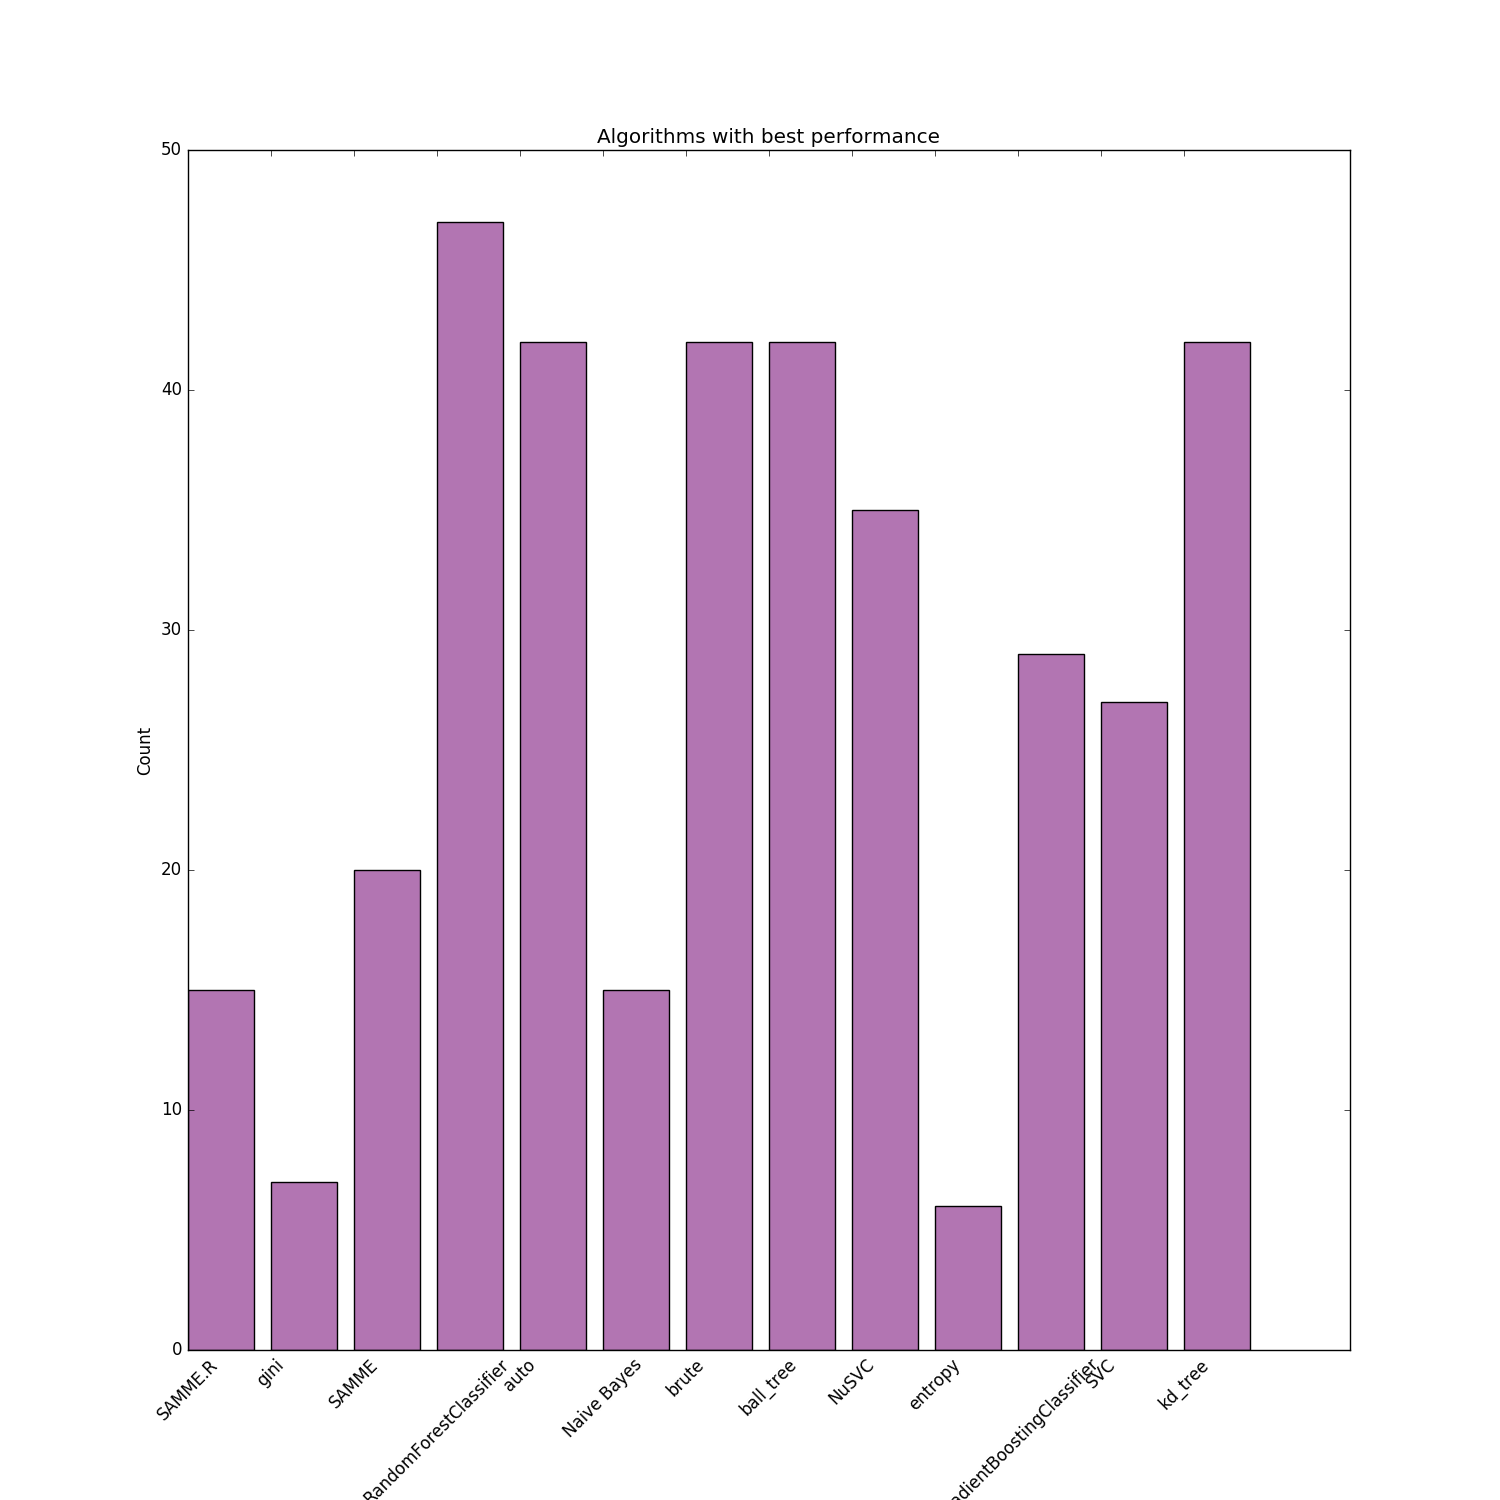 Algorithms with best performance
50
40
30
20
10
0
Count
SAMME.R
gini
SAMME
RandomForestClassifier
auto
Naive Bayes
brute
ball_tree
NuSVC
entropy
edientBoostingClassifier
SVC
kd_tree